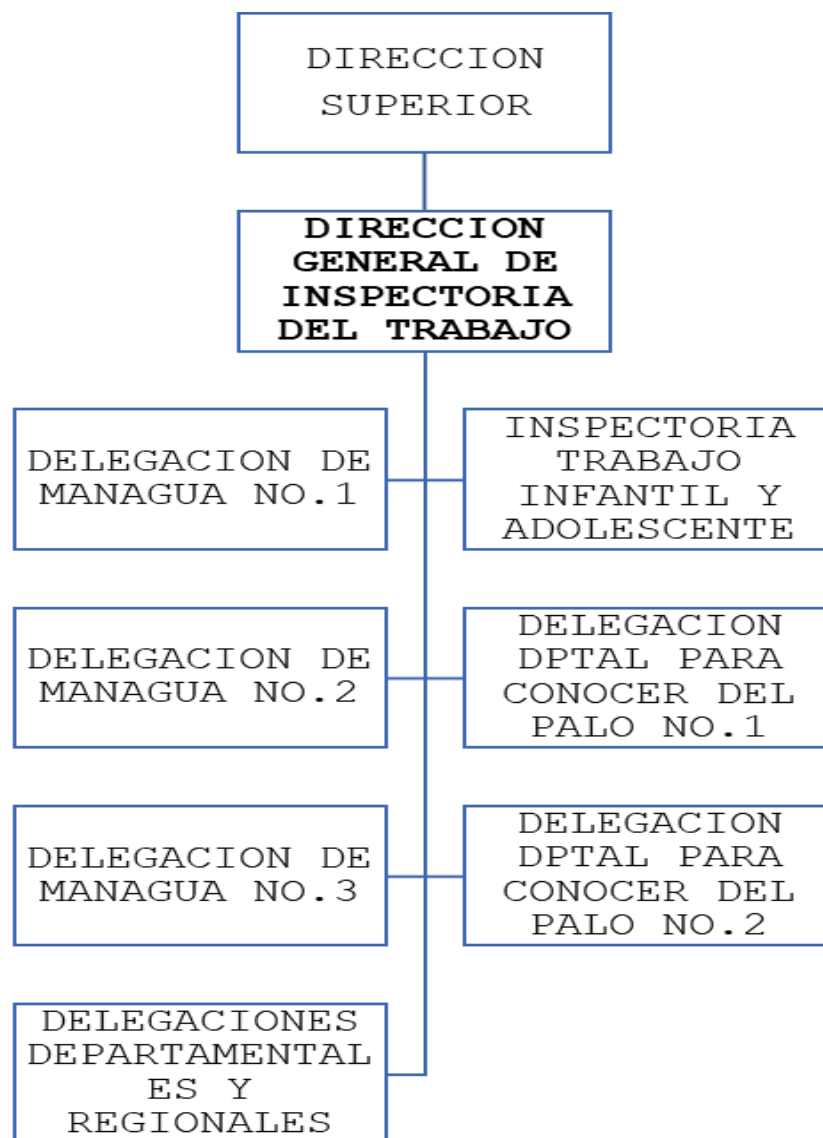 DIRECCION
SUPERIOR
DIRECCION
GENERAL DE
INSPECTORIA
DEL TRABAJO
DELEGACION DE
MANAGUA NO.1
INSPECTORIA
TRABAJO
INFANTIL Y
ADOLESCENTE
DELEGACION DE
MANAGUA NO.2
DELEGACION
DPTAL PARA
CONOCER DEL
PALO NO.1
DELEGACION DE
MANAGUA NO.3
DELEGACION
DPTAL PARA
CONOCER DEL
PALO NO.2
DELEGACIONES
DEPARTAMENTAL
ES Y
REGIONALES